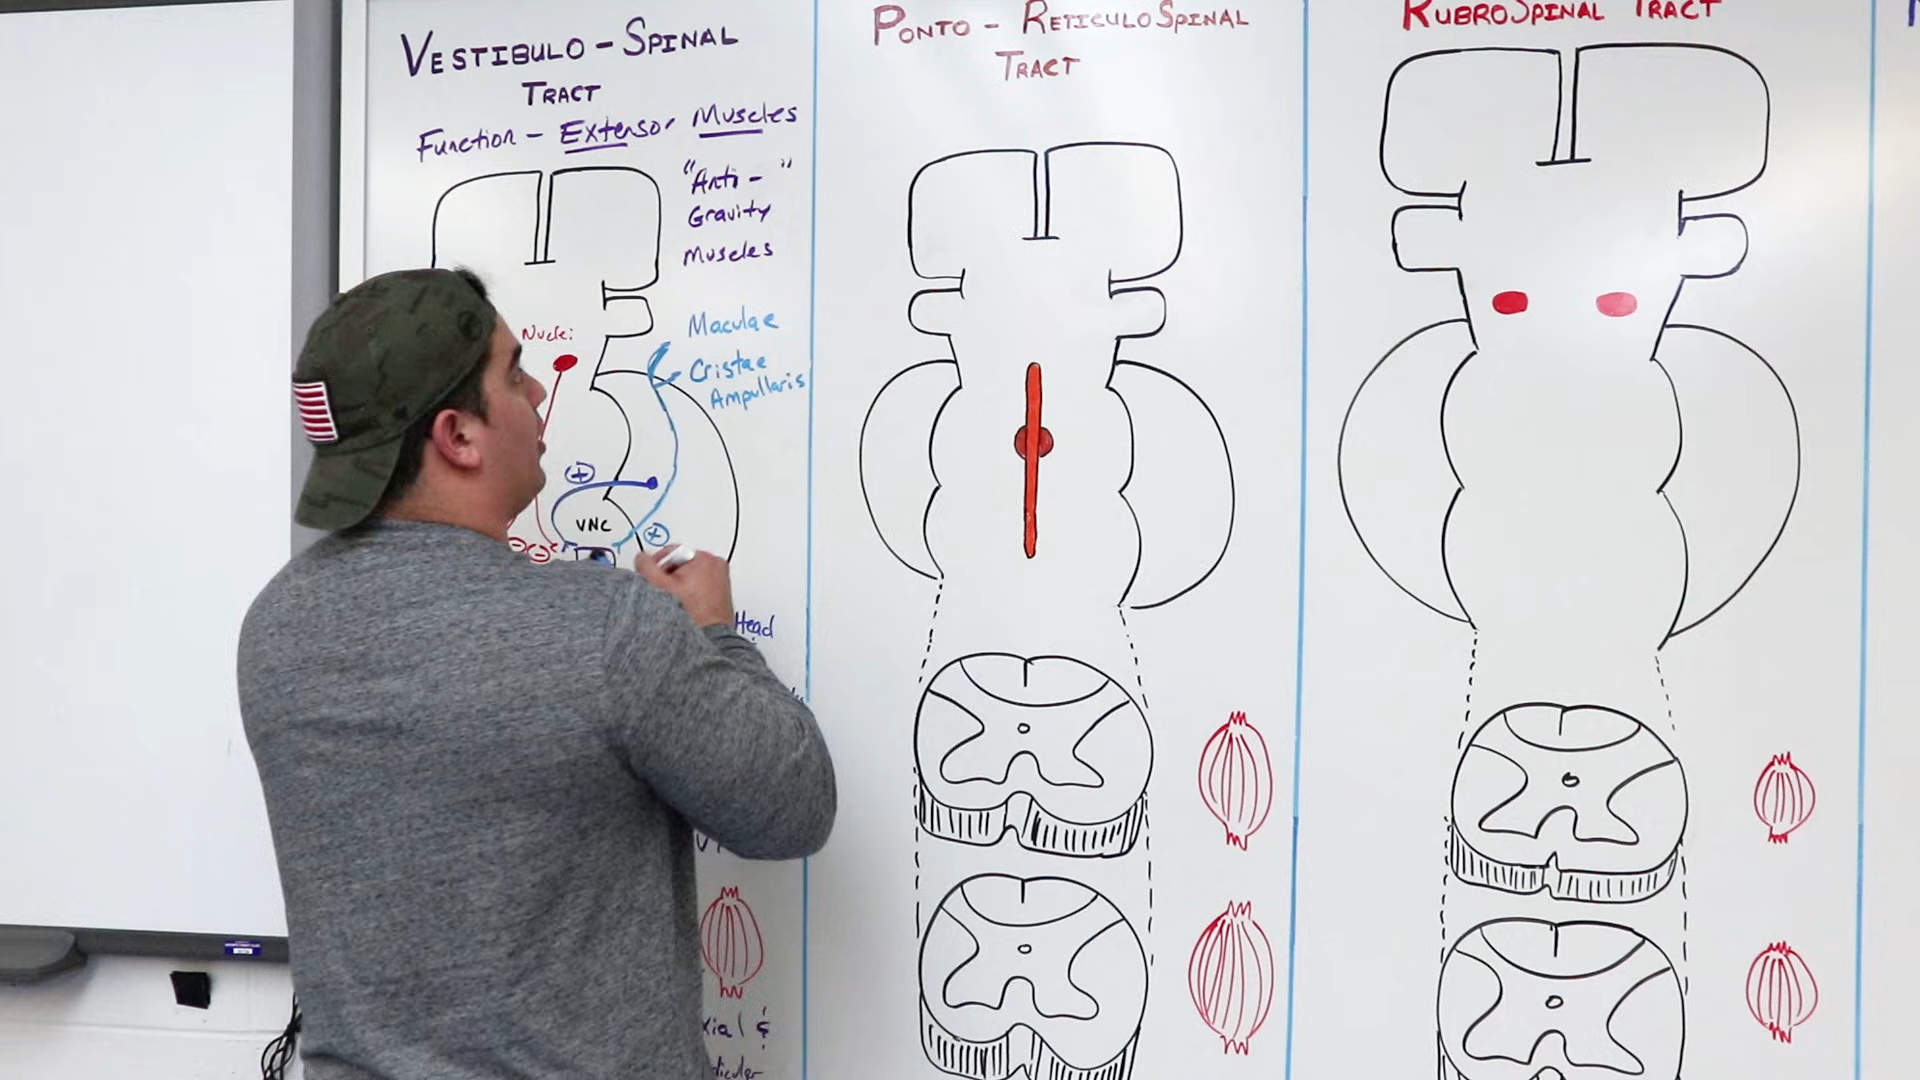 VESTIBULO - SPINAL
TRACT
Function - Extensor Muscles
"Anti - "
Gravity
Muscles
Nuclei
Maculae
Cristae
Ampullaris
+
VNC
+
Head
PONTO - RETICULOSPINAL
TRACT
RUBROSPINAL TRACT